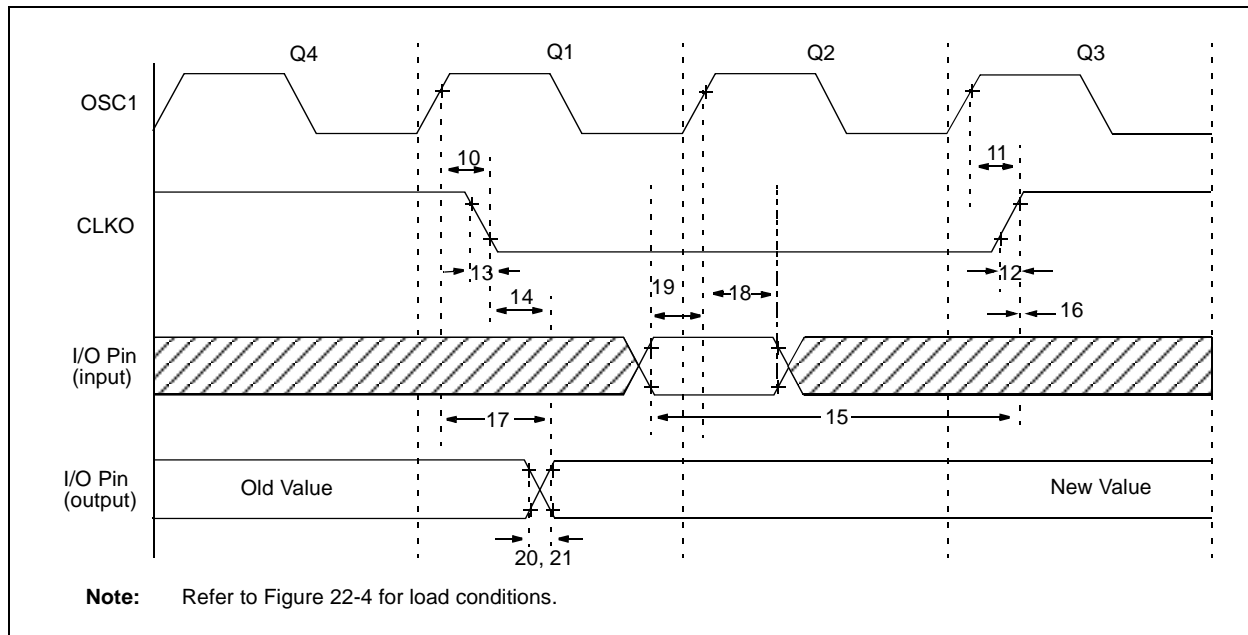 Q4 Q1 Q2 Q3
OSC1
10 11
CLKO
13 12
14 19 18 16
I/O Pin
(input)
17 15
I/O Pin
(output)
Old Value New Value
20, 21
Note: Refer to Figure 22-4 for load conditions.